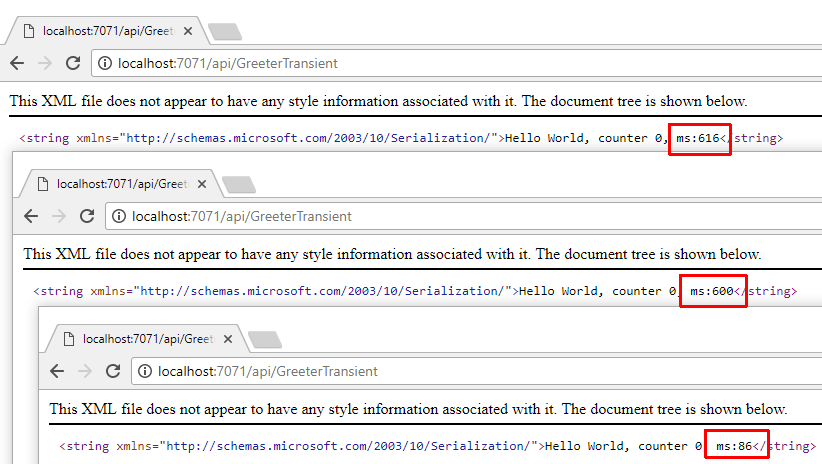 localhost:7071/api/Greete
localhost:7071/api/GreeterTransient
This XML file does not appear to have any style information associated with it. The document tree is shown below.
<string xmlns="http://schemas.microsoft.com/2003/10/Serialization/">Hello World, counter 0, ms:616</string>
localhost:7071/api/Greete
localhost:7071/api/GreeterTransient
This XML file does not appear to have any style information associated with it. The document tree is shown below.
<string xmlns="http://schemas.microsoft.com/2003/10/Serialization/">Hello World, counter 0, ms:600</string>
localhost:7071/api/Greete
localhost:7071/api/GreeterTransient
This XML file does not appear to have any style information associated with it. The document tree is shown below.
<string xmlns="http://schemas.microsoft.com/2003/10/Serialization/">Hello World, counter 0, ms:86</string>